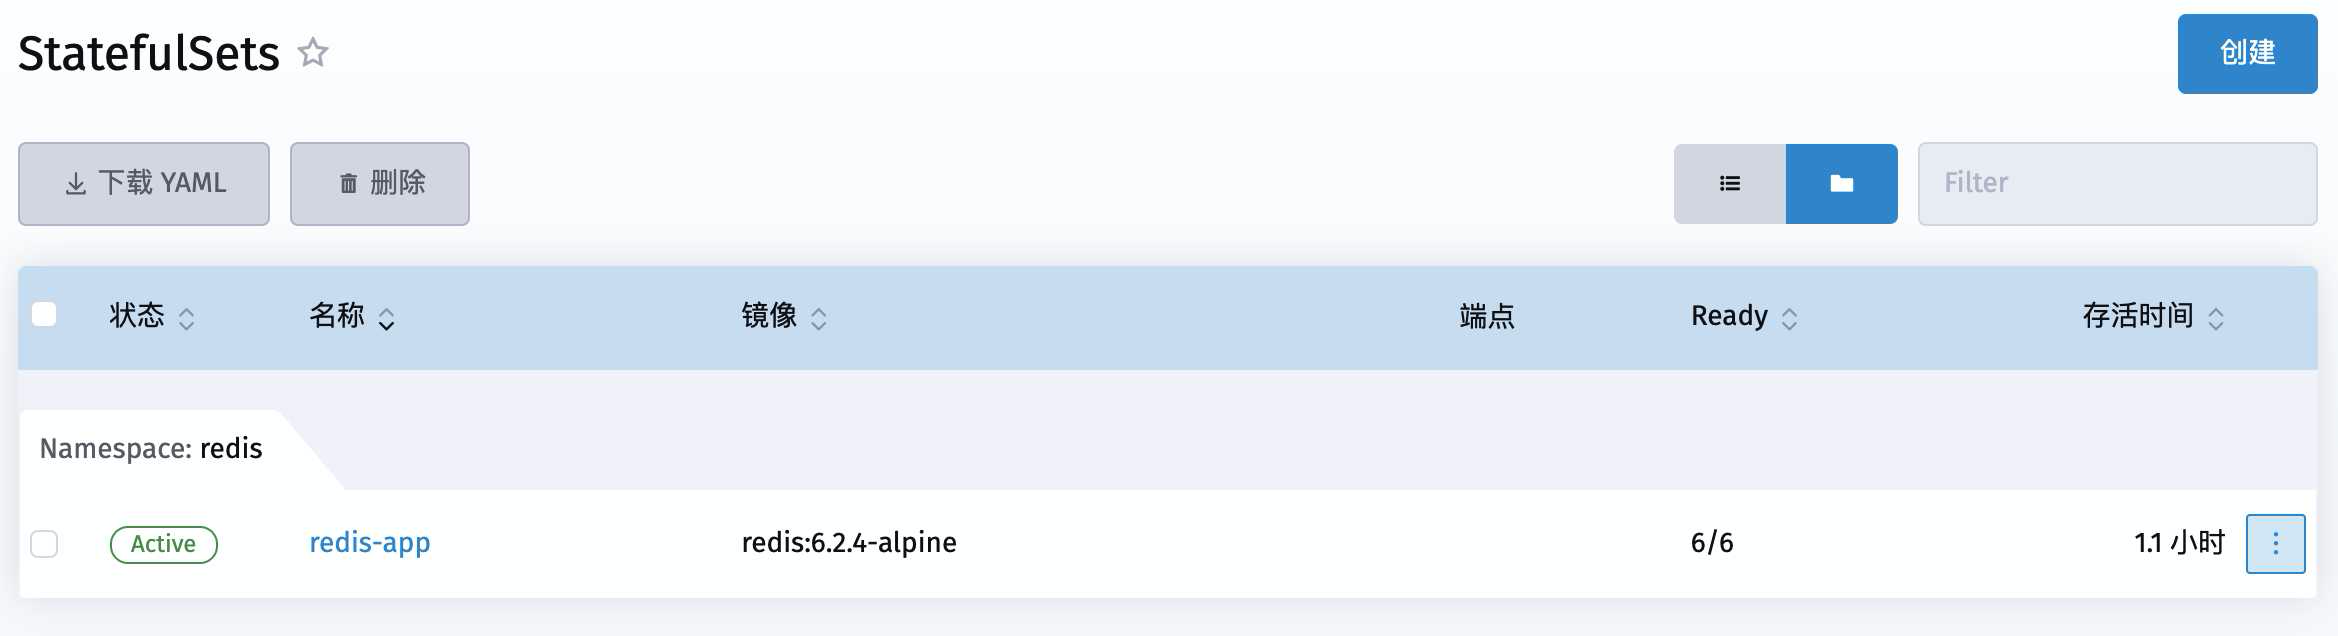 StatefulSets
创建
下载 YAML
删除
Filter
状态 名称 镜像 端点 Ready 存活时间
Namespace: redis
Active redis-app redis:6.2.4-alpine 6/6 1.1 小时